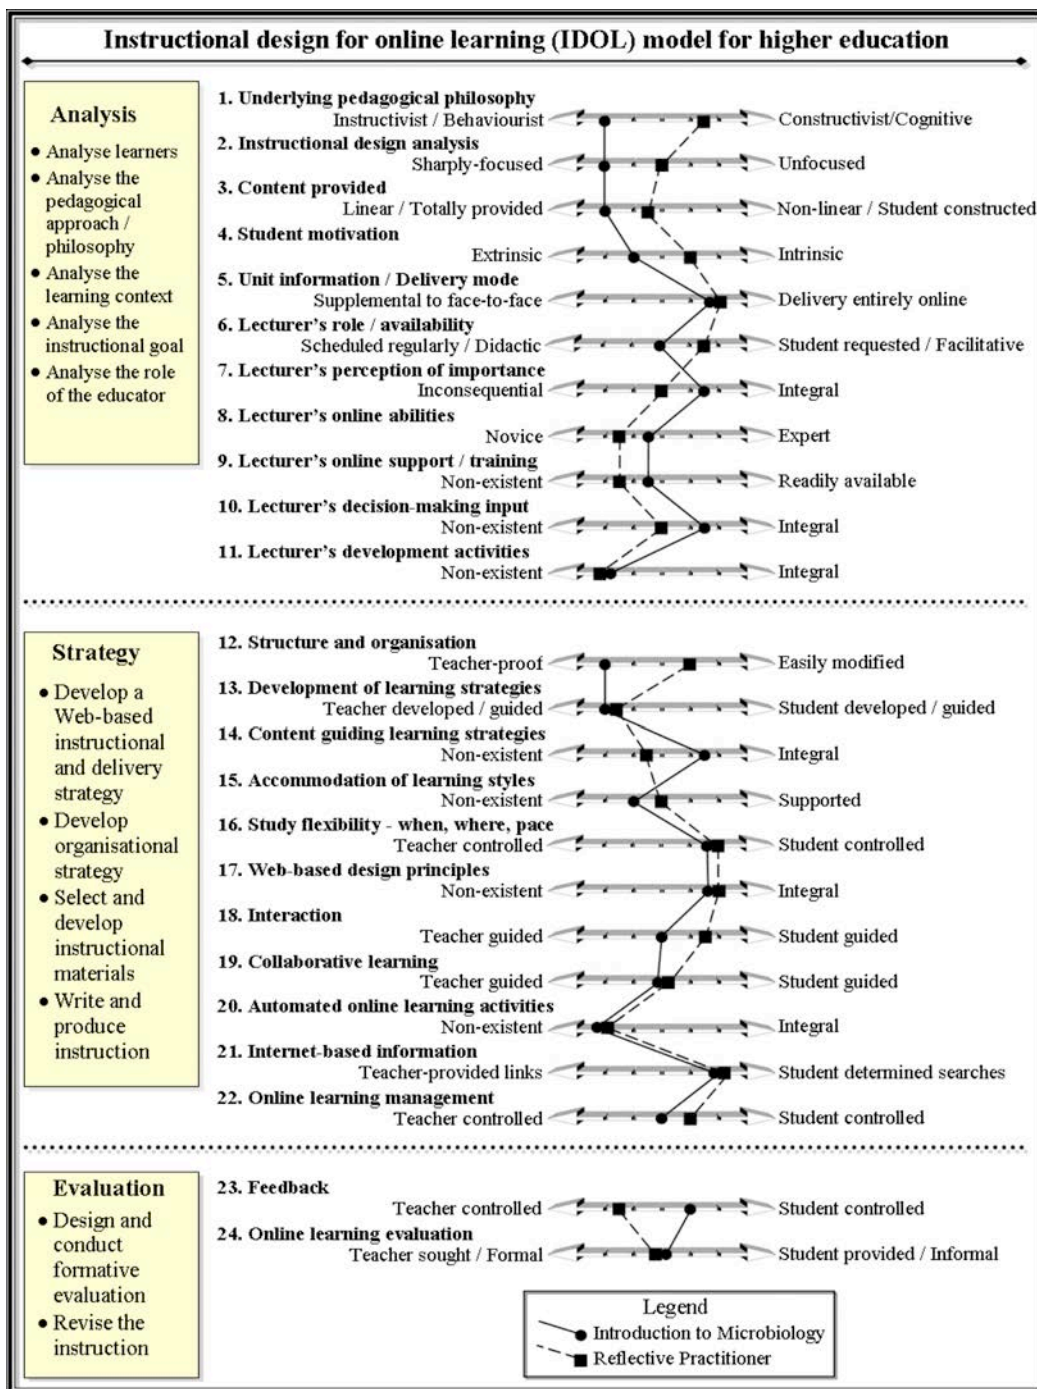 Instructional design for online learning (IDOL) model for higher education
Analysis
● Analyse learners
● Analyse the
pedagogical
approach /
philosophy
● Analyse the
learning context
● Analyse the
instructional goal
● Analyse the role
of the educator
1. Underlying pedagogical philosophy
Instructivist / Behaviourist Constructivist/Cognitive
2. Instructional design analysis
Sharply-focused Unfocused
3. Content provided
Linear / Totally provided Non-linear / Student constructed
4. Student motivation
Extrinsic Intrinsic
5. Unit information / Delivery mode
Supplemental to face-to-face Delivery entirely online
6. Lecturer's role / availability
Scheduled regularly / Didactic Student requested / Facilitative
7. Lecturer's perception of importance
Inconsequential Integral
8. Lecturer's online abilities
Novice Expert
9. Lecturer's online support / training
Non-existent Readily available
10. Lecturer's decision-making input
Non-existent Integral
11. Lecturer's development activities
Non-existent Integral
Strategy
● Develop a
Web-based
instructional
and delivery
strategy
● Develop
organisational
strategy
● Select and
develop
instructional
materials
● Write and
produce
instruction
12. Structure and organisation
Teacher-proof Easily modified
13. Development of learning strategies
Teacher developed / guided Student developed / guided
14. Content guiding learning strategies
Non-existent Integral
15. Accommodation of learning styles
Non-existent Supported
16. Study flexibility - when, where, pace
Teacher controlled Student controlled
17. Web-based design principles
Non-existent Integral
18. Interaction
Teacher guided Student guided
19. Collaborative learning
Teacher guided Student guided
20. Automated online learning activities
Non-existent Integral
21. Internet-based information
Teacher-provided links Student determined searches
22. Online learning management
Teacher controlled Student controlled
Evaluation
● Design and
conduct
formative
evaluation
● Revise the
instruction
23. Feedback
Teacher controlled Student controlled
24. Online learning evaluation
Teacher sought / Formal Student provided / Informal
Legend
Introduction to Microbiology
Reflective Practitioner